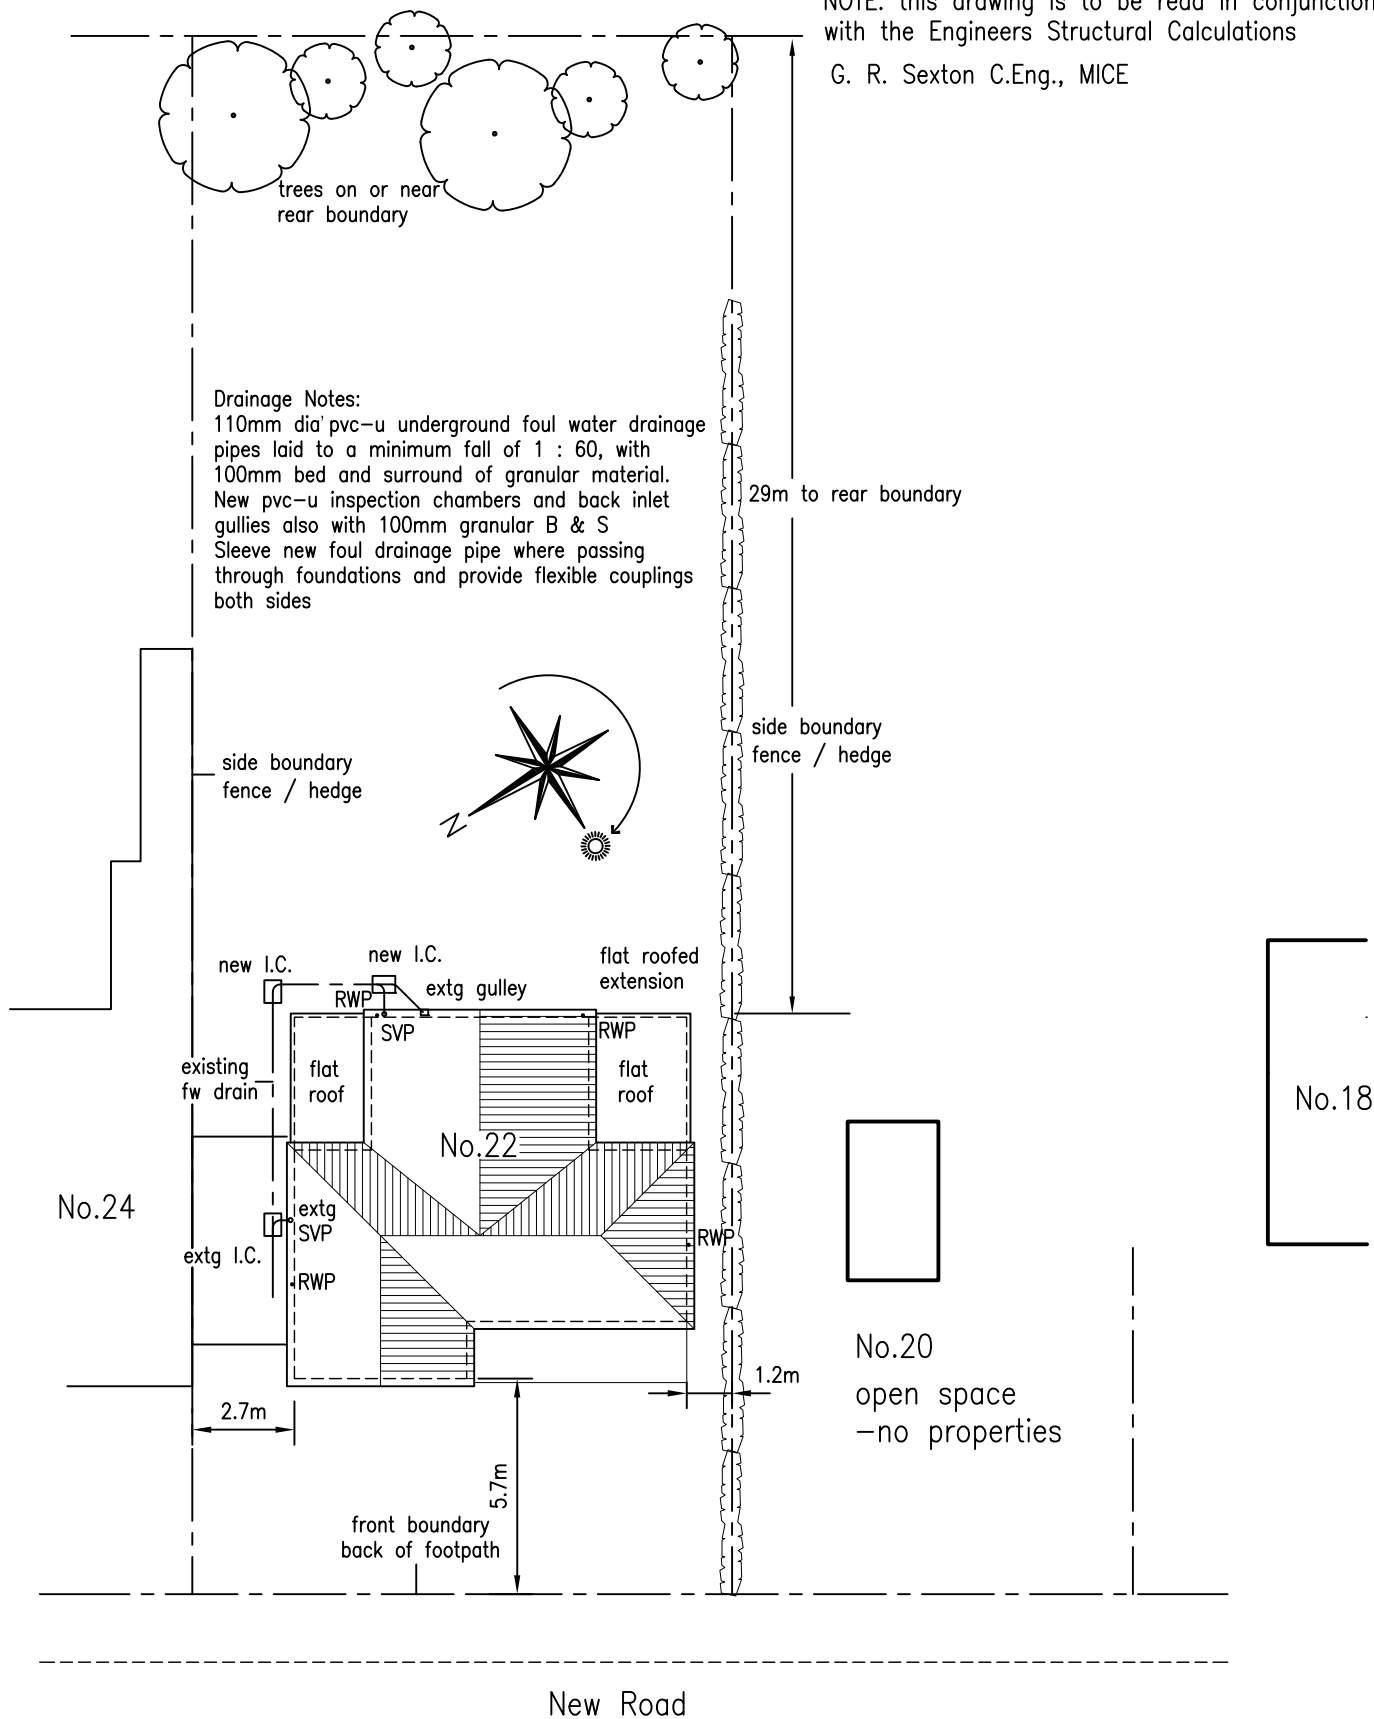 NOTE: this drawing is to be read in conjunction
with the Engineers Structural Calculations
G. R. Sexton C.Eng., MICE
trees on or near
rear boundary
Drainage Notes:
110mm dia' pvc-u underground foul water drainage
pipes laid to a minimum fall of 1 : 60, with
100mm bed and surround of granular material.
New pvc-u inspection chambers and back inlet
gullies also with 100mm granular B & S
Sleeve new foul drainage pipe where passing
through foundations and provide flexible couplings
both sides
29m to rear boundary
side boundary
fence / hedge
side boundary
fence / hedge
N
new I.C.
new I.C.
flat roofed
extension
RWP
extg gulley
SVP
RWP
existing
fw drain
flat
roof
flat
roof
No.22
No.18
No.24
extg
SVP
extg I.C.
RWP
RWP
No.20
open space
-no properties
1.2m
2.7m
5.7m
front boundary
back of footpath
New Road